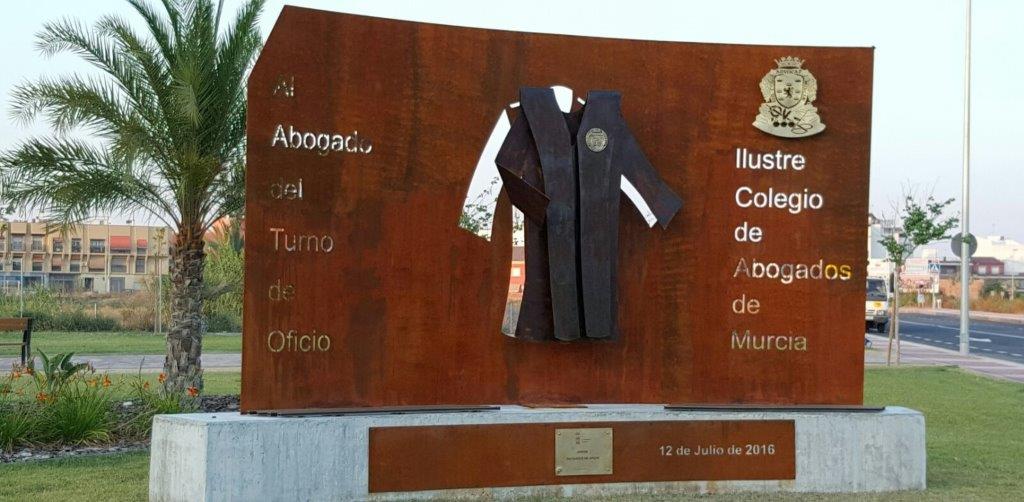 Al
Abogado
del
Turno
de
Oficio
Ilustre
Colegio
de
Abogados
de
Murcia
12 de Julio de 2016